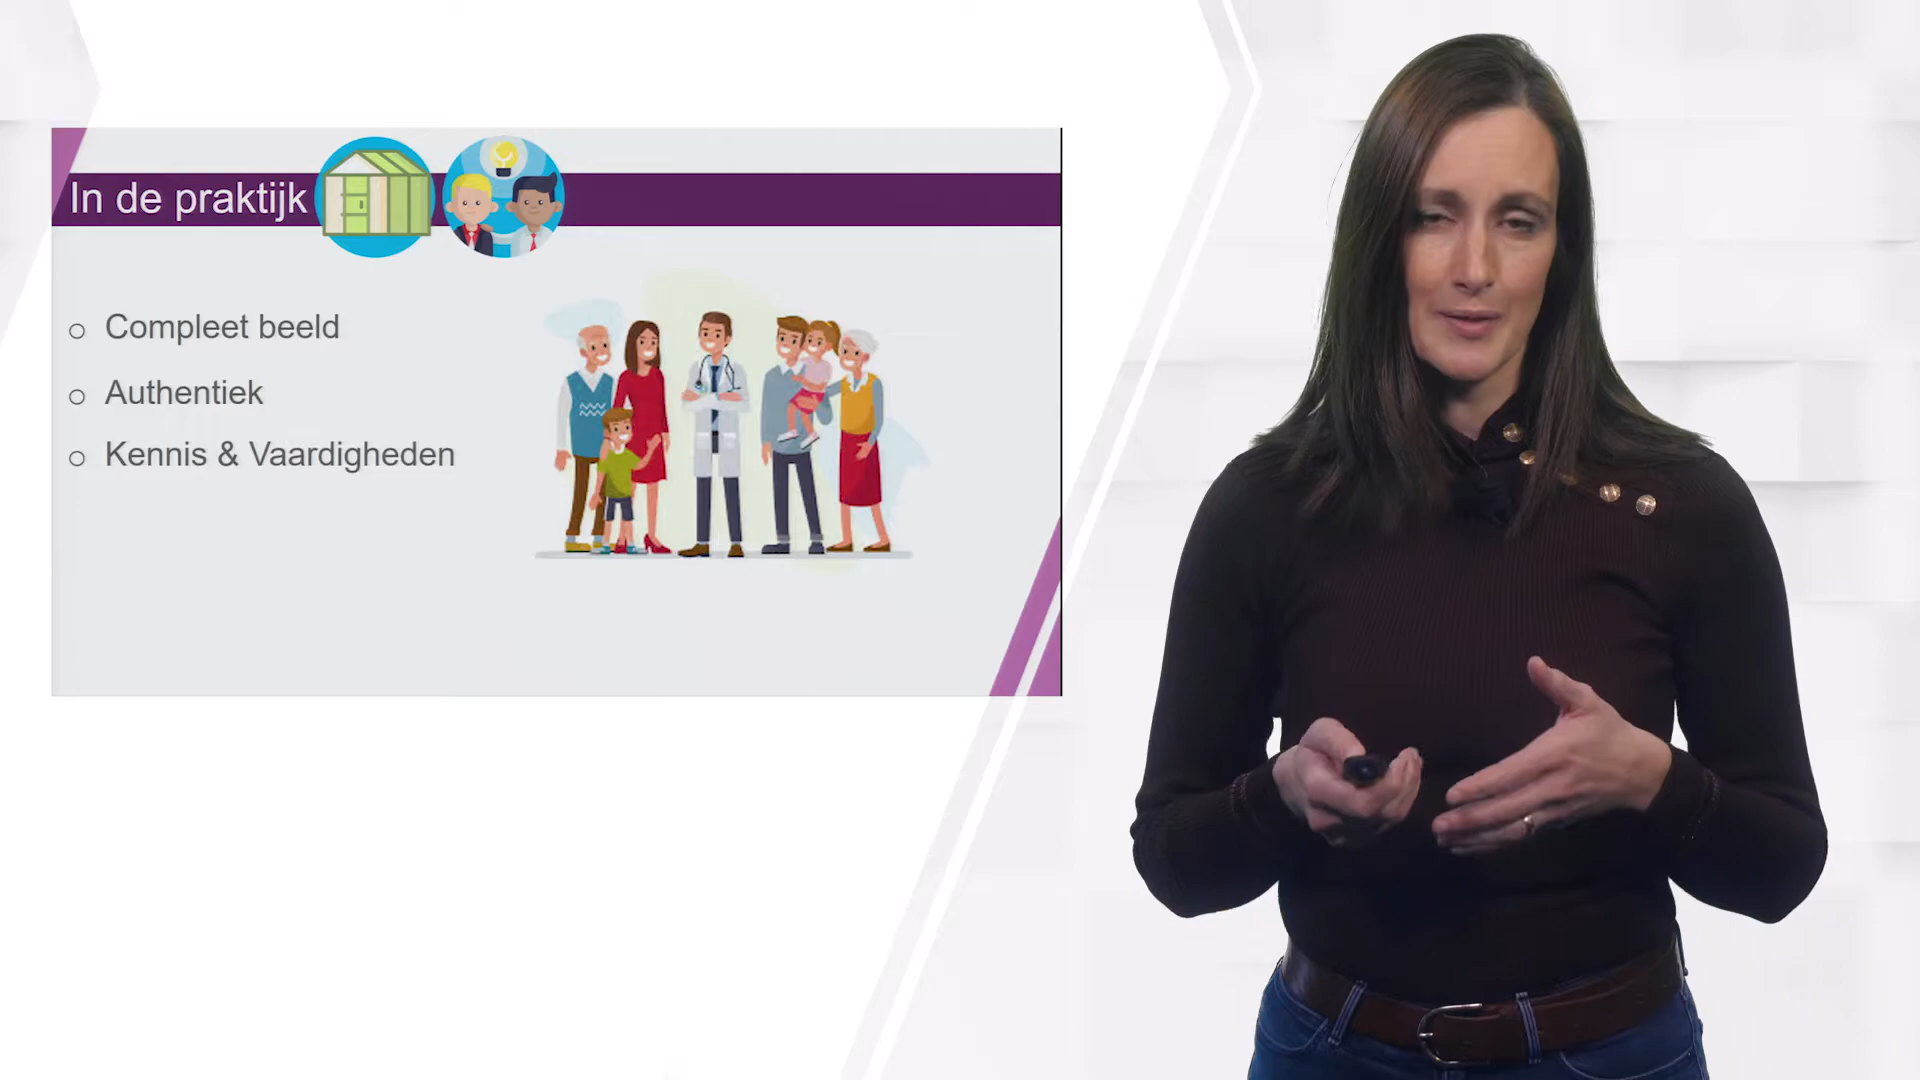 In de praktijk
Compleet beeld
Authentiek
Kennis & Vaardigheden